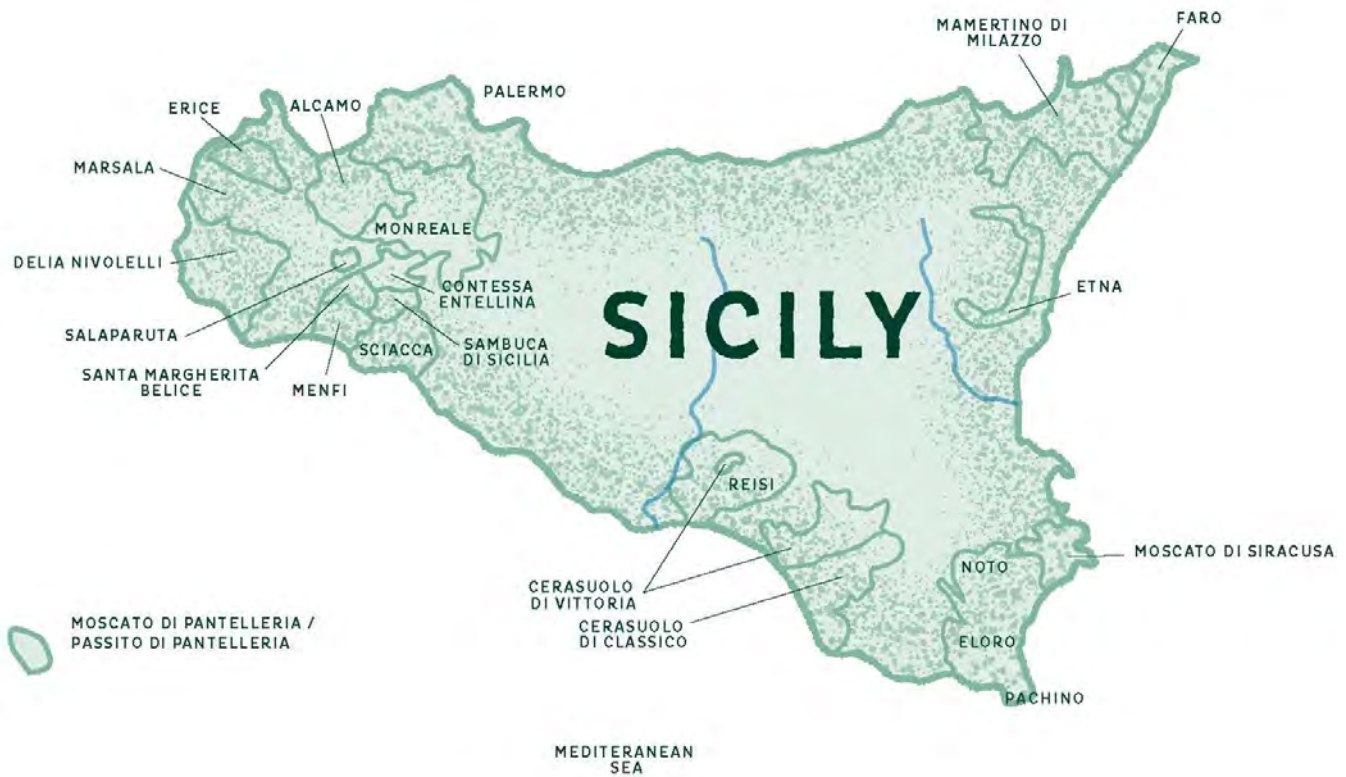 FARO
MAMERTINO DI
MILAZZO
PALERMO
ALCAMO
ERICE
MARSALA
MONREALE
DELIA NIVOLELLI
CONTESSA
ENTELLINA
SICILY
ETNA
SALAPARUTA
SAMBUCA
DI SICILIA
SCIACCA
SANTA MARGHERITA
BELICE
MENFI
REISI
MOSCATO DI SIRACUSA
NOTO
CERASUOLO
DI VITTORIA
CERASUOLO
DI CLASSICO
MOSCATO DI PANTELLERIA /
PASSITO DI PANTELLERIA
ELORO
PACHINO
MEDITERANEAN
SEA